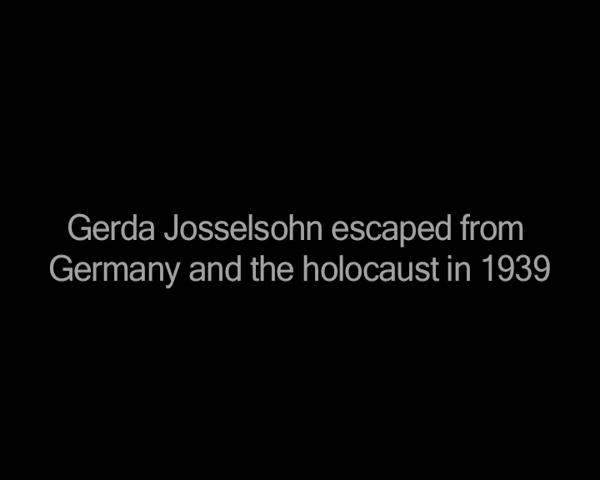 Gerda Josselsohn escaped from
Germany and the holocaust in 1939